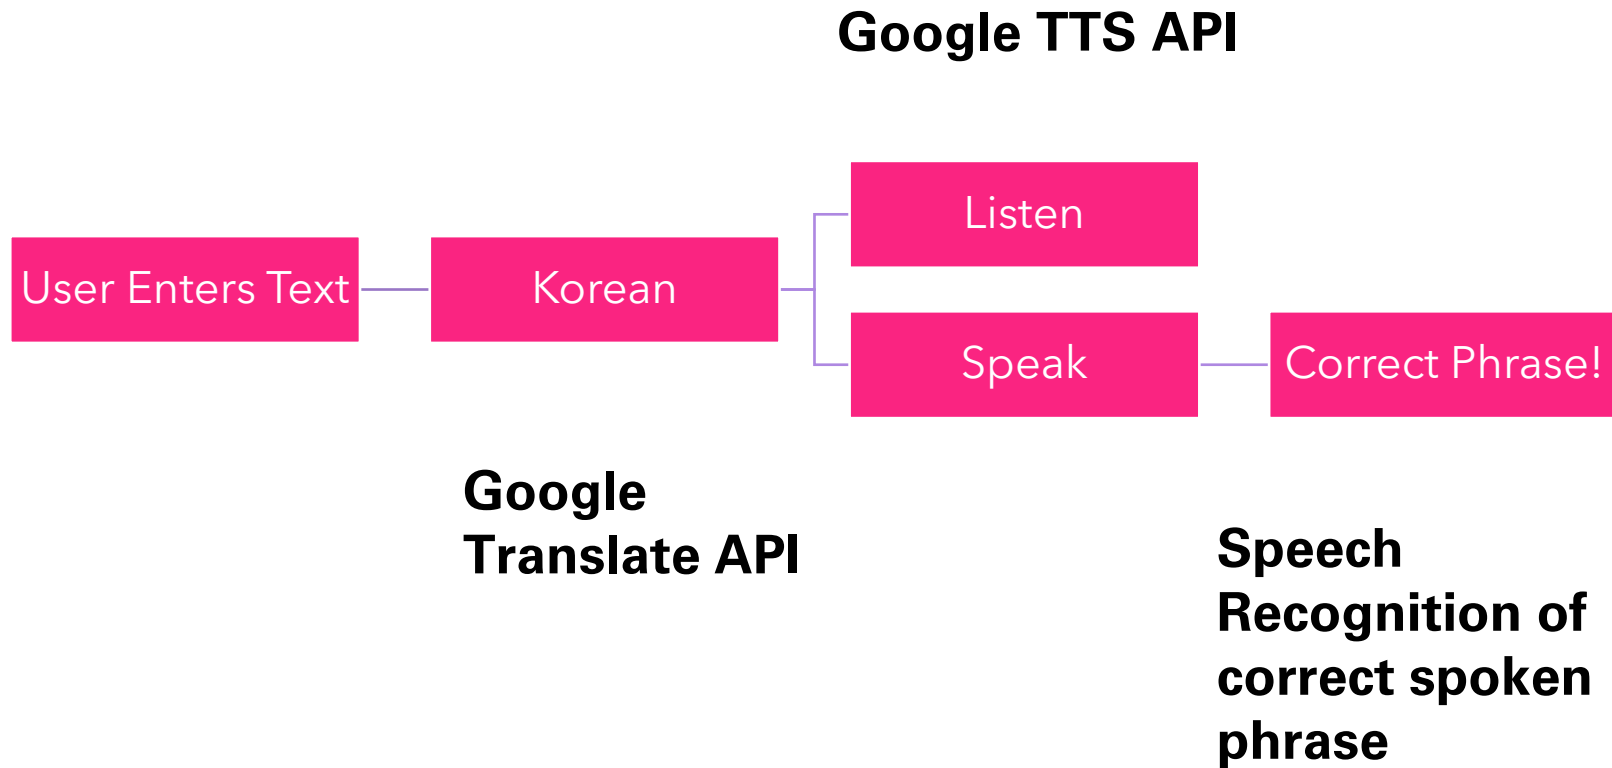 Google TTS API
Listen
User Enters Text
Korean
Speak
Correct Phrase!
Google
Translate API
Speech
Recognition of
correct spoken
phrase